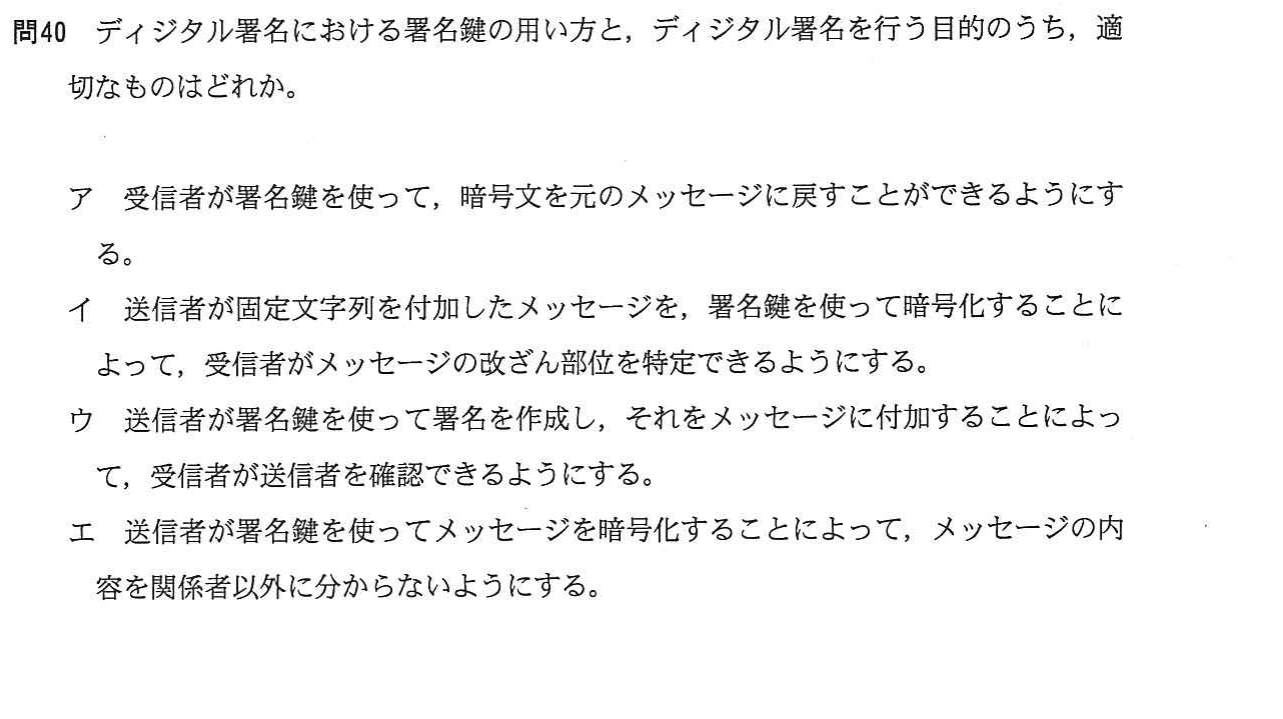 問40 ディジタル署名における署名鍵の用い方と，ディジタル署名を行う目的のうち，適
切なものはどれか。
ア 受信者が署名鍵を使って，暗号文を元のメッセージに戻すことができるようにす
る。
イ 送信者が固定文字列を付加したメッセージを，署名鍵を使って暗号化することに
よって，受信者がメッセージの改ざん部位を特定できるようにする。
ウ 送信者が署名鍵を使って署名を作成し，それをメッセージに付加することによっ
て，受信者が送信者を確認できるようにする。
エ 送信者が署名鍵を使ってメッセージを暗号化することによって，メッセージの内
容を関係者以外に分からないようにする。